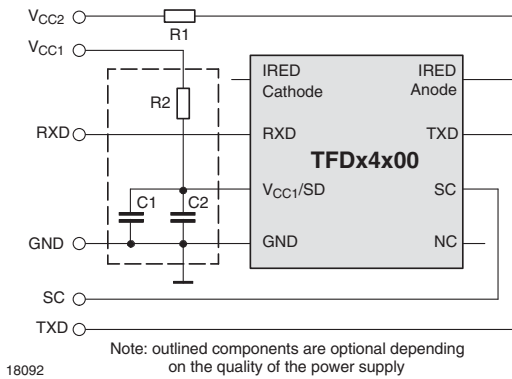 VCC2
R1
VCC1
IRED
Cathode
IRED
Anode
R2
RXD
RXD
TXD
TFDx4x00
VCC1/SD
SC
C1
C2
GND
GND
NC
SC
TXD
Note: outlined components are optional depending
on the quality of the power supply
18092